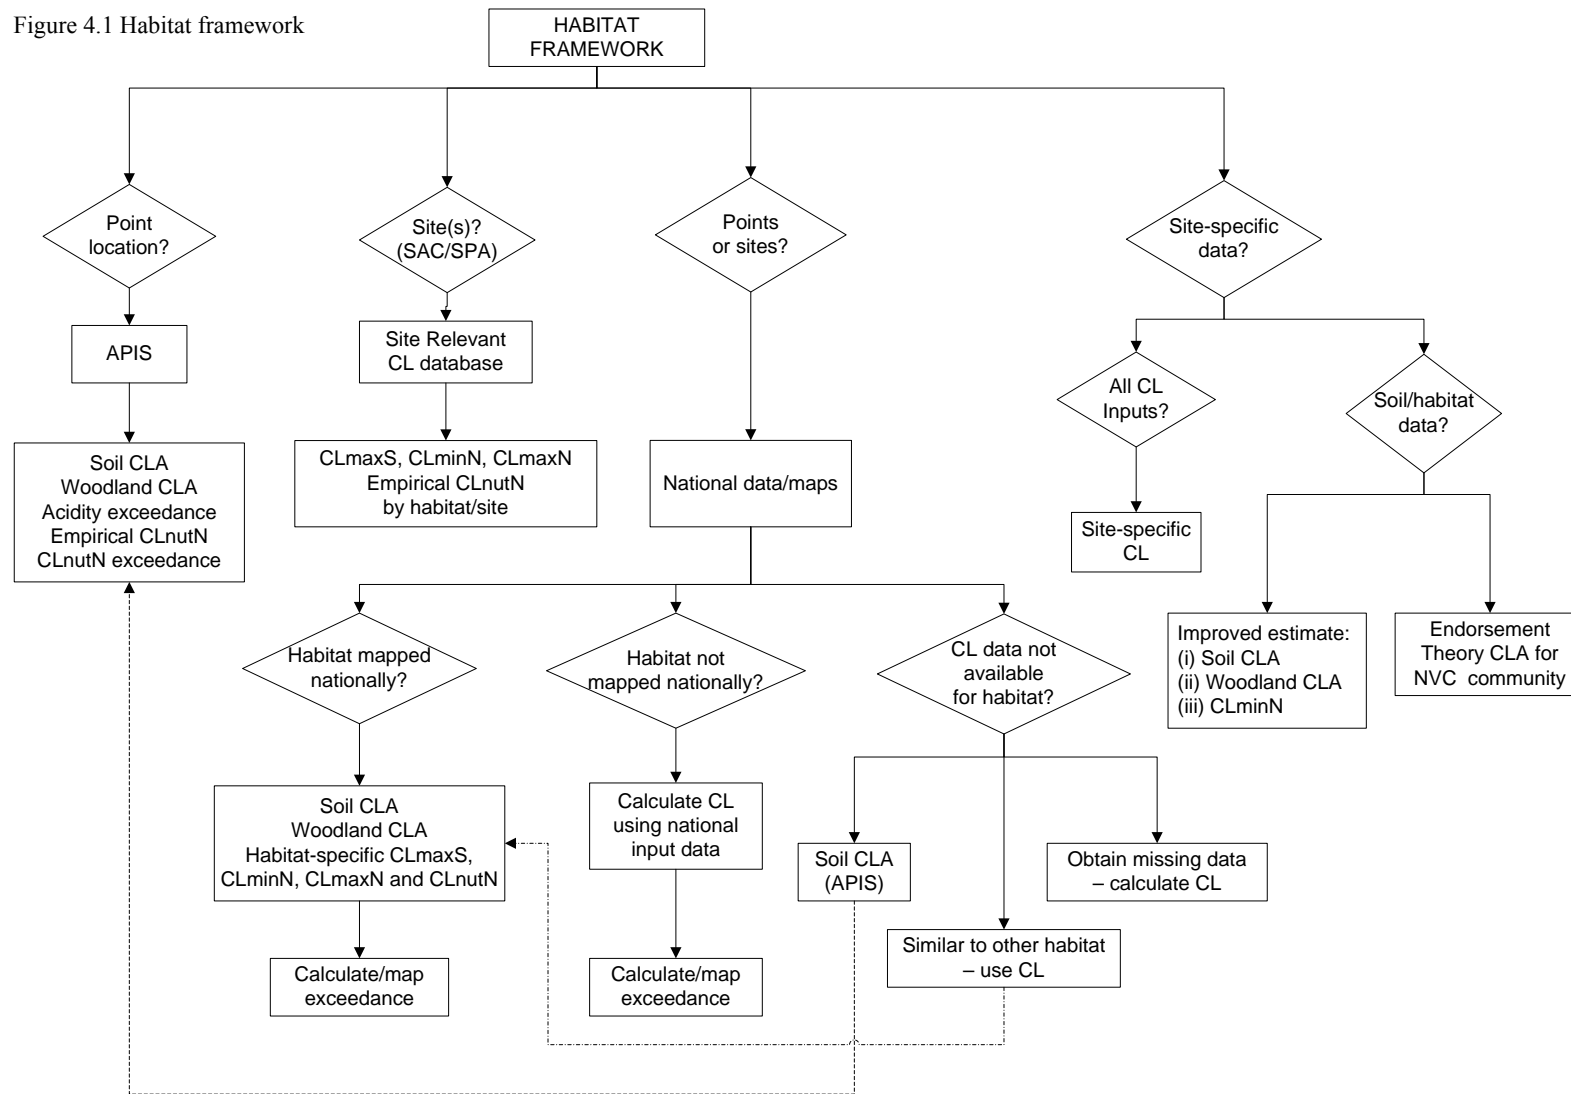 Figure 4.1 Habitat framework
HABITAT
FRAMEWORK
Point
location?
Site(s)?
(SAC/SPA)
Points
or sites?
Site-specific
data?
APIS
Site Relevant
CL database
All CL
Inputs?
Soil/habitat
data?
Soil CLA
Woodland CLA
Acidity exceedance
Empirical CLnutN
CLnutN exceedance
CLmaxS, CLminN, CLmaxN
Empirical CLnutN
by habitat/site
National data/maps
Site-specific
CL
Habitat mapped
nationally?
Habitat not
mapped nationally?
CL data not
available
for habitat?
Improved estimate:
(i) Soil CLA
(ii) Woodland CLA
(iii) CLminN
Endorsement
Theory CLA for
NVC community
Soil CLA
Woodland CLA
Habitat-specific CLmaxS,
CLminN, CLmaxN and CLnutN
Calculate CL
using national
input data
Soil CLA
(APIS)
Obtain missing data
– calculate CL
Similar to other habitat
– use CL
Calculate/map
exceedance
Calculate/map
exceedance